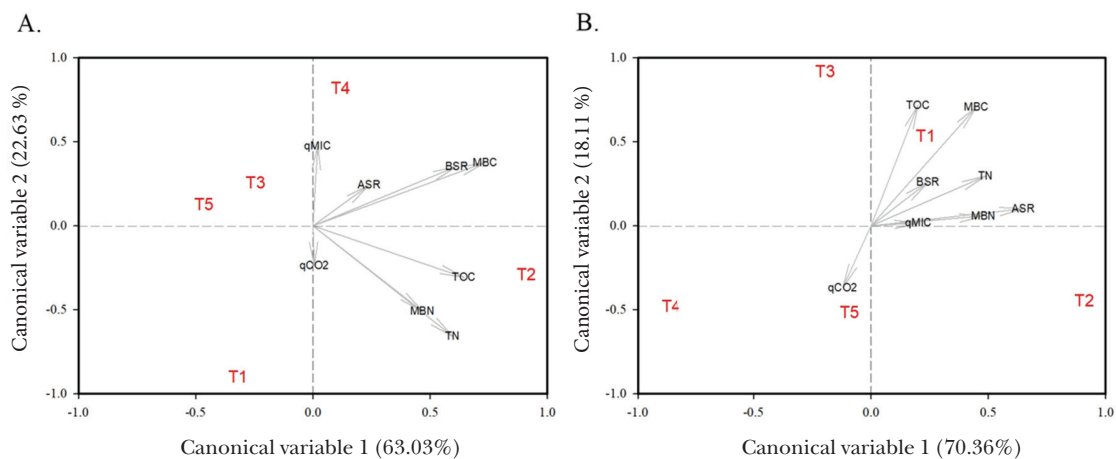 A.
Canonical variable 2 (22.63 %)
1.0
0.5
0.0
-0.5
-1.0
T4
qMIC
BSR
MBC
T3
ASR
T5
qCO2
TOC
T2
MBN
TN
T1
-1.0
-0.5
0.0
0.5
1.0
Canonical variable 1 (63.03%)
B.
Canonical variable 2 (18.11 %)
1.0
0.5
0.0
-0.5
-1.0
T3
TOC
MBC
T1
TN
BSR
ASR
MBN
qMIC
qCO2
T4
T5
T2
-1.0
-0.5
0.0
0.5
1.0
Canonical variable 1 (70.36%)